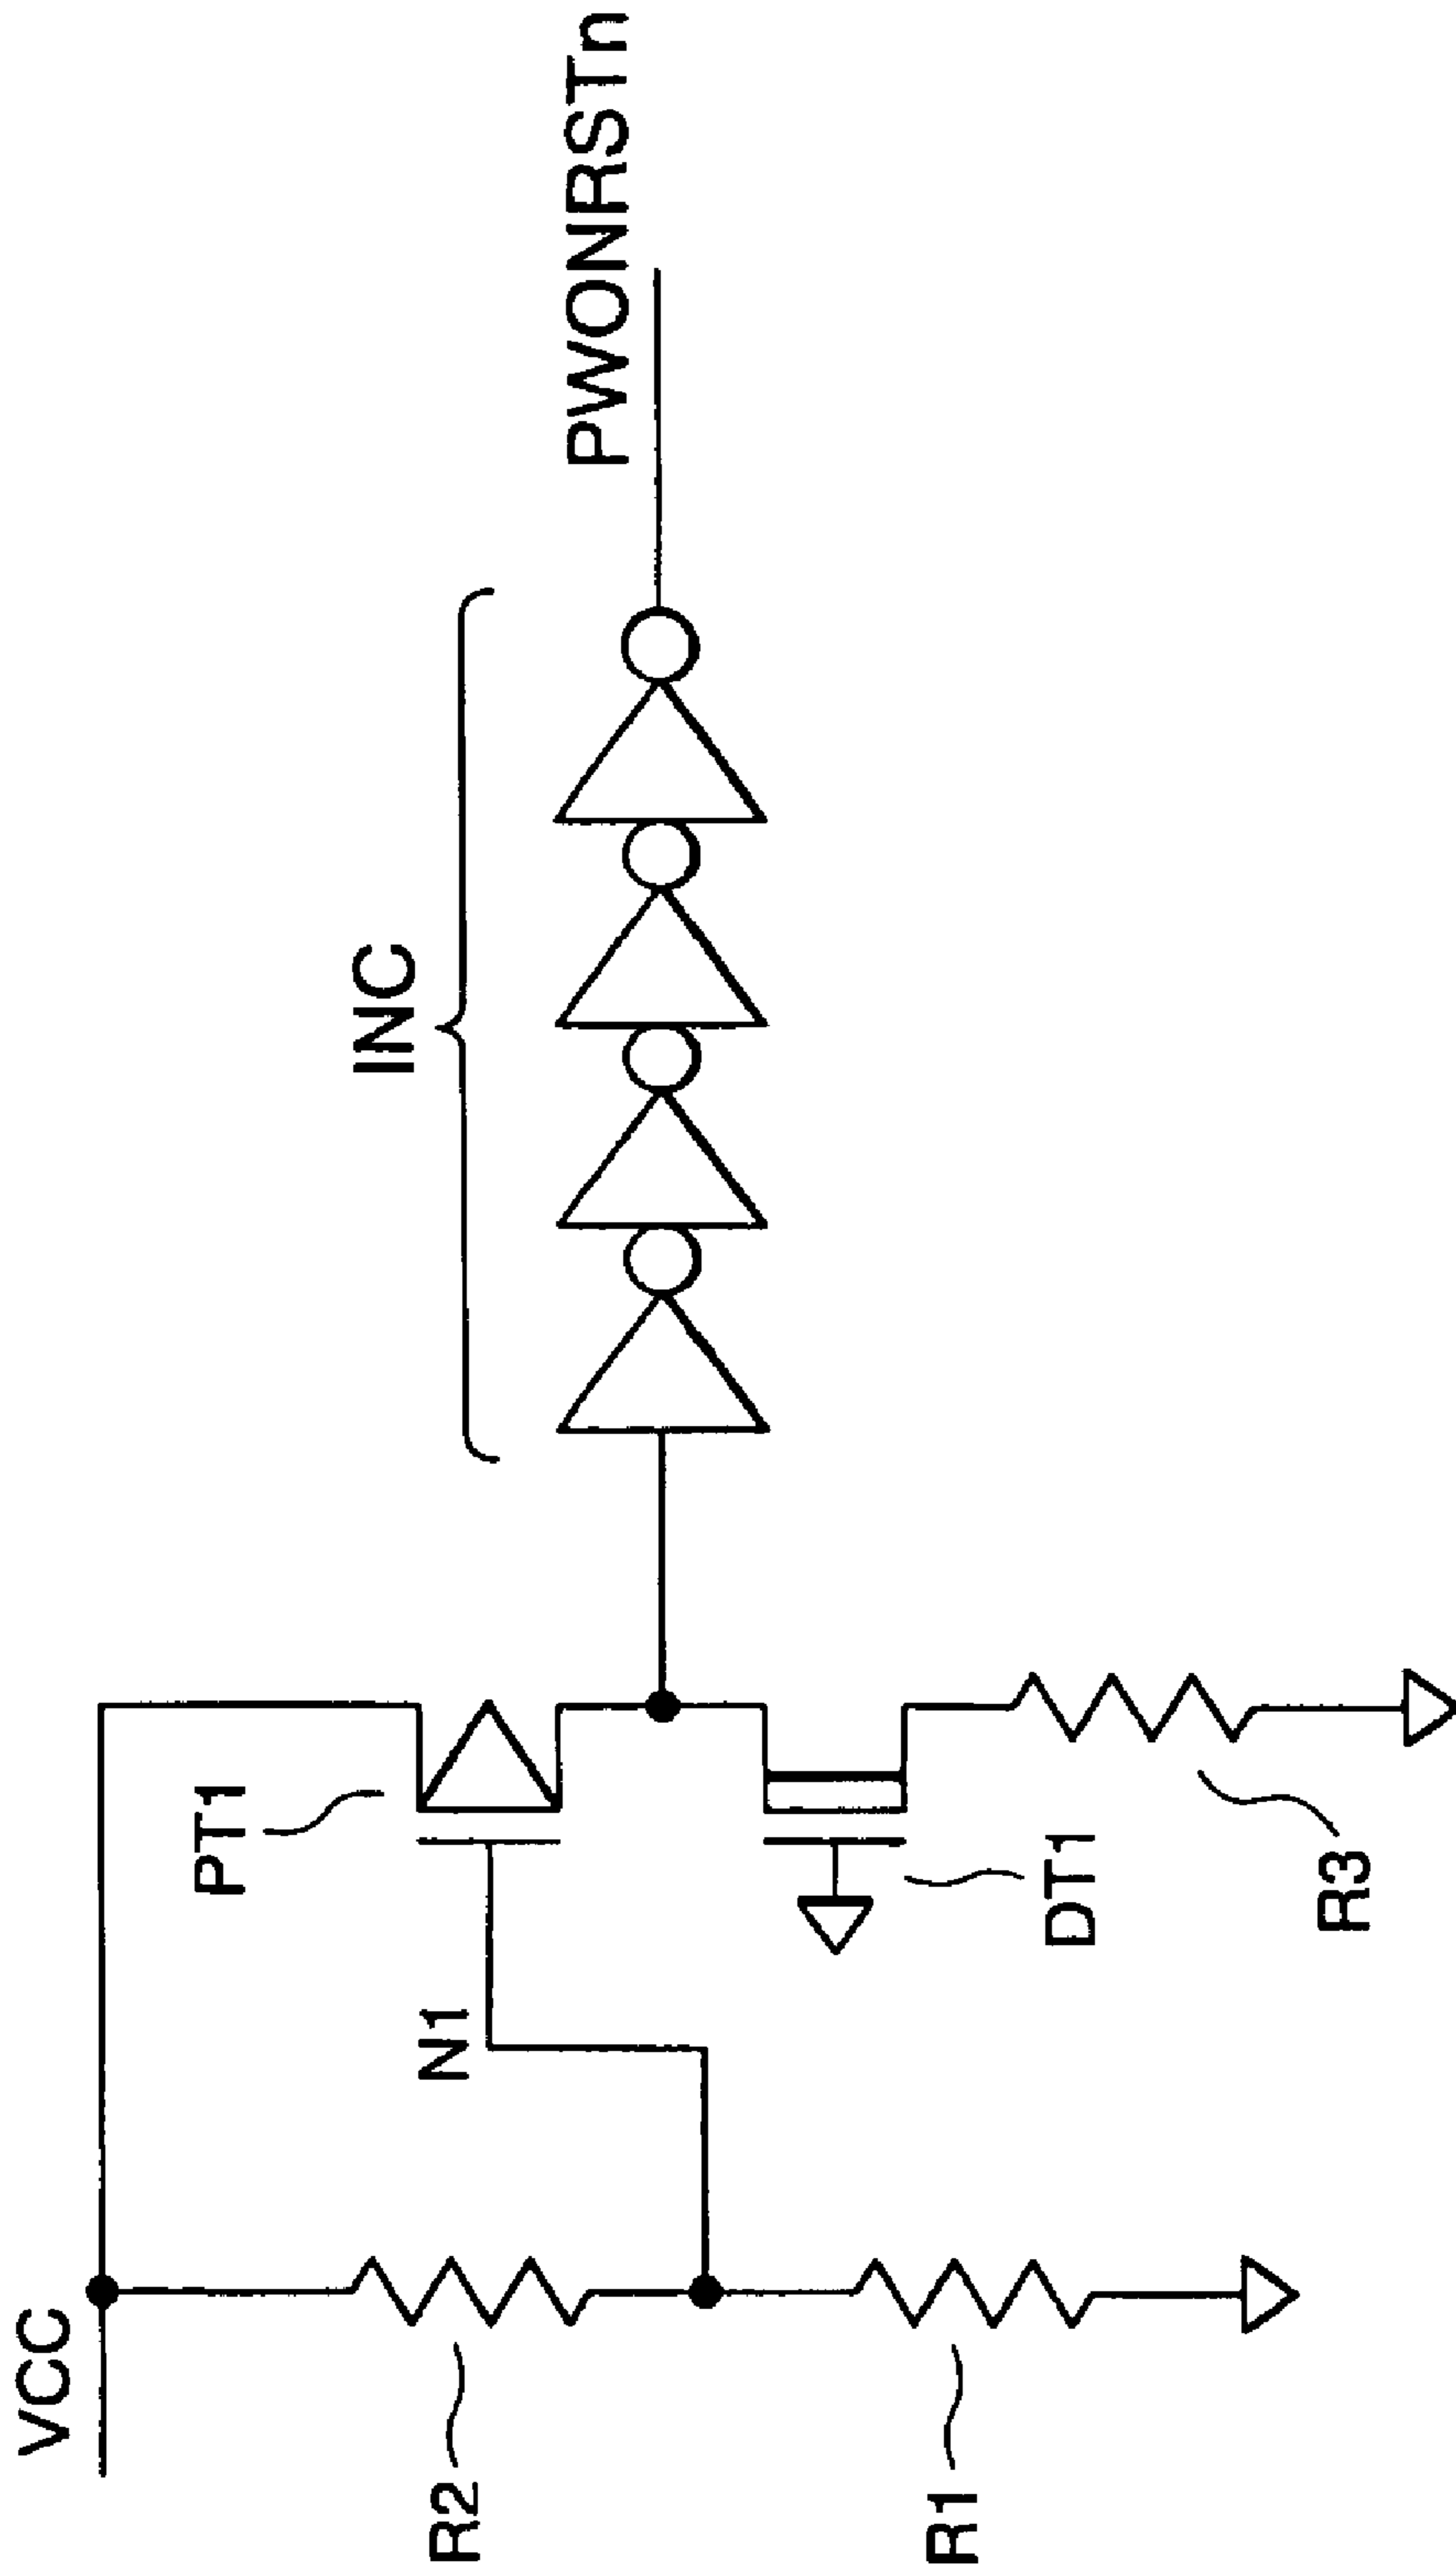 VCC
R2
R1
N1
PT1
DT1
R3
INC
PWONRSTn